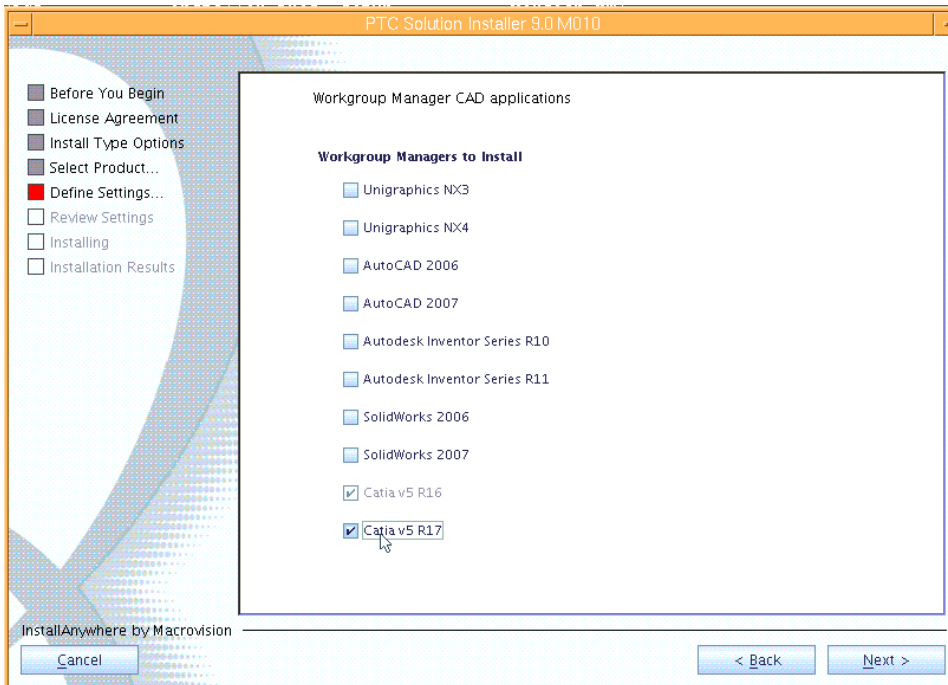 PTC Solution Installer 9.0 M010
Before You Begin
License Agreement
Install Type Options
Select Product...
Define Settings...
Review Settings
Installing
Installation Results
Workgroup Manager CAD applications
Workgroup Managers to Install
Unigraphics NX3
Unigraphics NX4
AutoCAD 2006
AutoCAD 2007
Autodesk Inventor Series R10
Autodesk Inventor Series R11
SolidWorks 2006
SolidWorks 2007
Catia v5 R16
Catia v5 R17
InstallAnywhere by Macrovision
Cancel
< Back
Next >